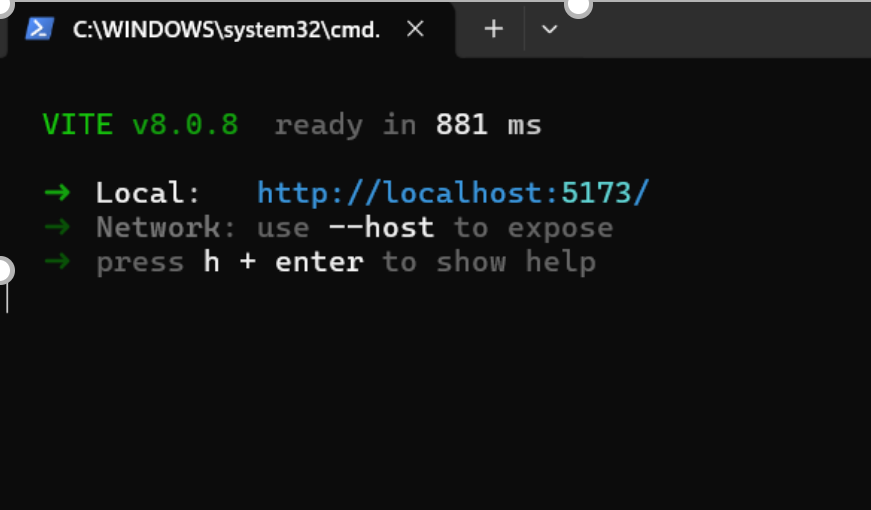 C:\WINDOWS\system32\cmd.
VITE v8.0.8 ready in 881 ms
➜ Local: http://localhost:5173/
➜ Network: use --host to expose
➜ press h + enter to show help